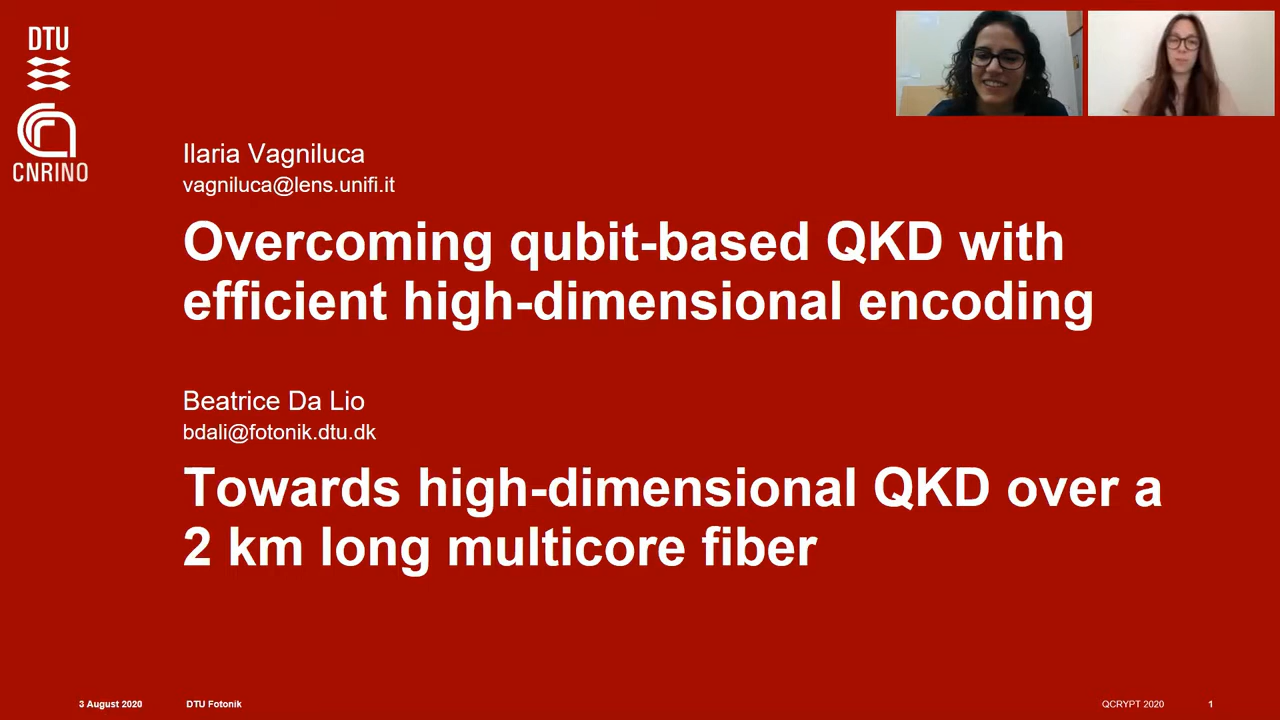 DTU
CNRINO
Ilaria Vagniluca
vagniluca@lens.unifi.it
Overcoming qubit-based QKD with
efficient high-dimensional encoding
Beatrice Da Lio
bdali@fotonik.dtu.dk
Towards high-dimensional QKD over a
2 km long multicore fiber
3 August 2020 DTU Fotonik QCRYPT 2020 1